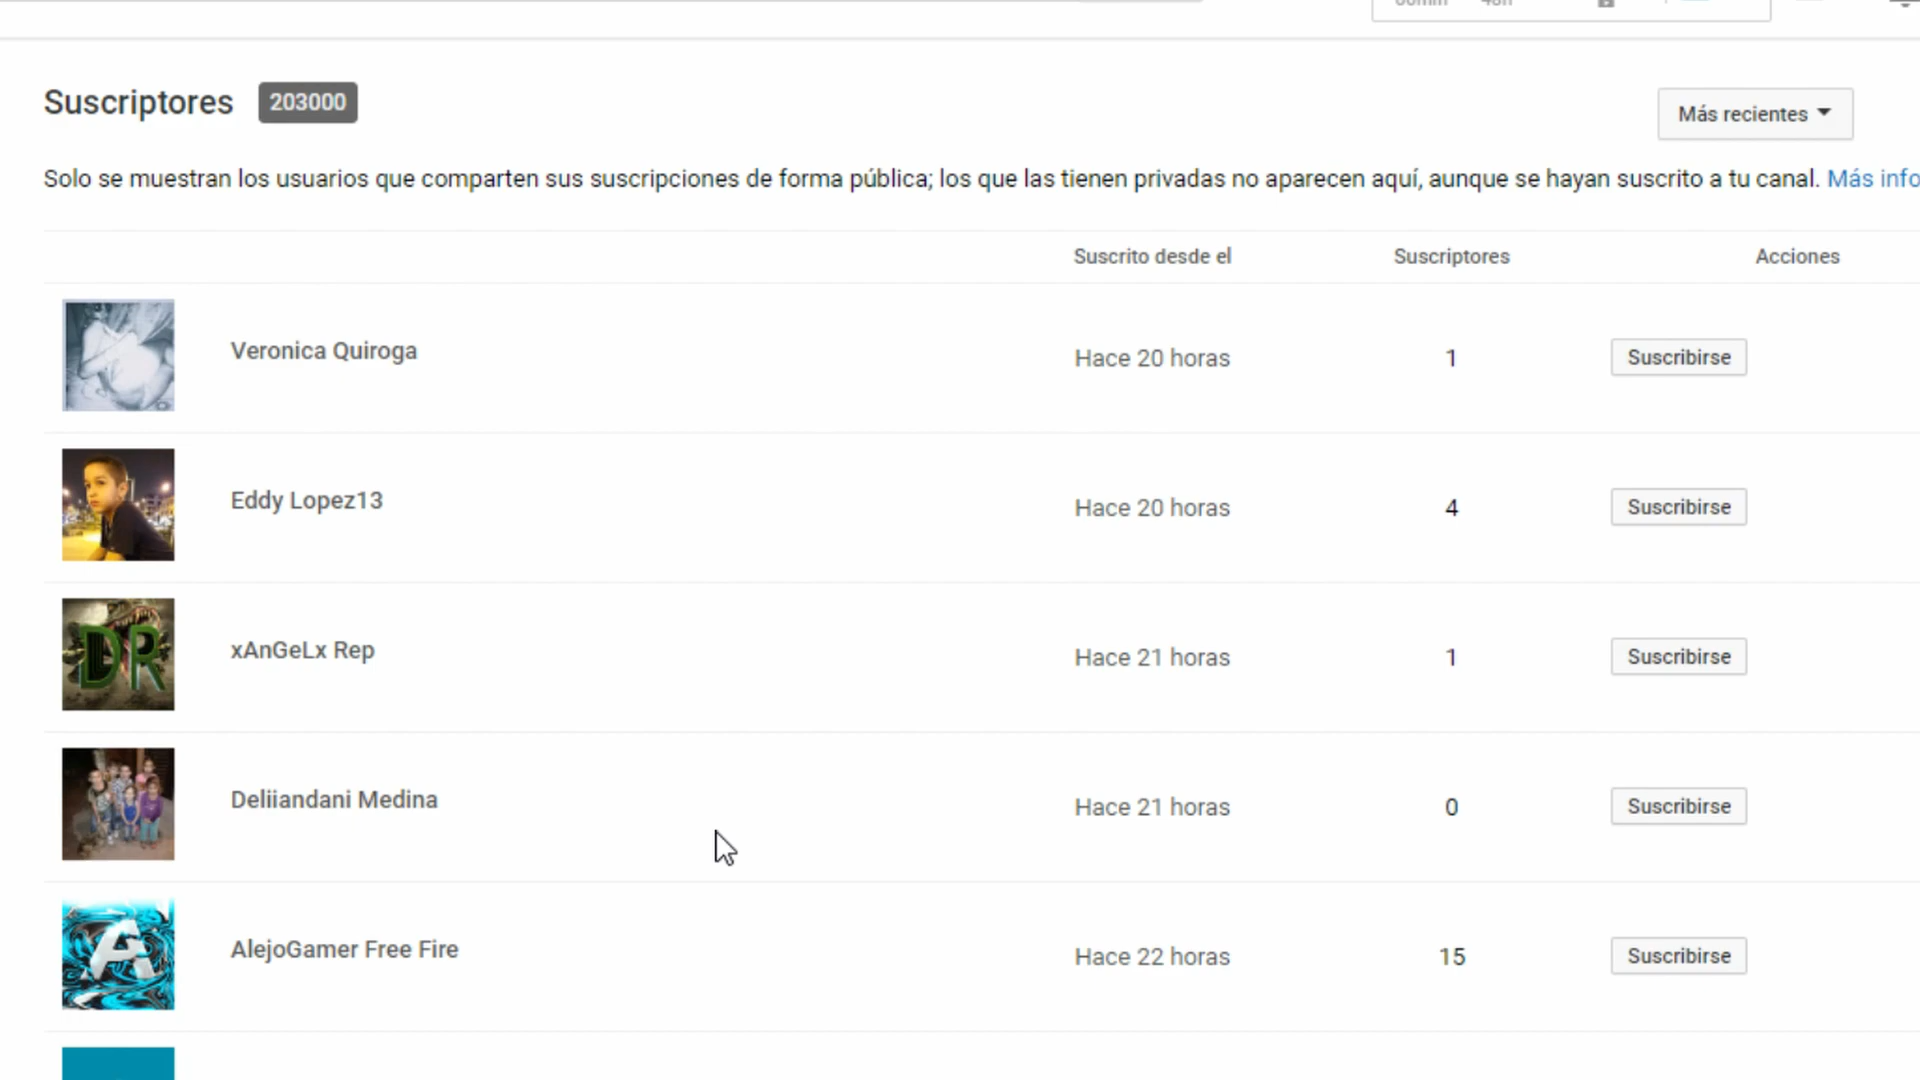 Suscriptores 203000
Más recientes
Solo se muestran los usuarios que comparten sus suscripciones de forma pública; los que las tienen privadas no aparecen aquí, aunque se hayan suscrito a tu canal. Más info
Suscrito desde el Suscriptores Acciones
Veronica Quiroga Hace 20 horas 1 Suscribirse
Eddy Lopez13 Hace 20 horas 4 Suscribirse
DR xAnGeLx Rep Hace 21 horas 1 Suscribirse
Deliiandani Medina Hace 21 horas 0 Suscribirse
A AlejoGamer Free Fire Hace 22 horas 15 Suscribirse